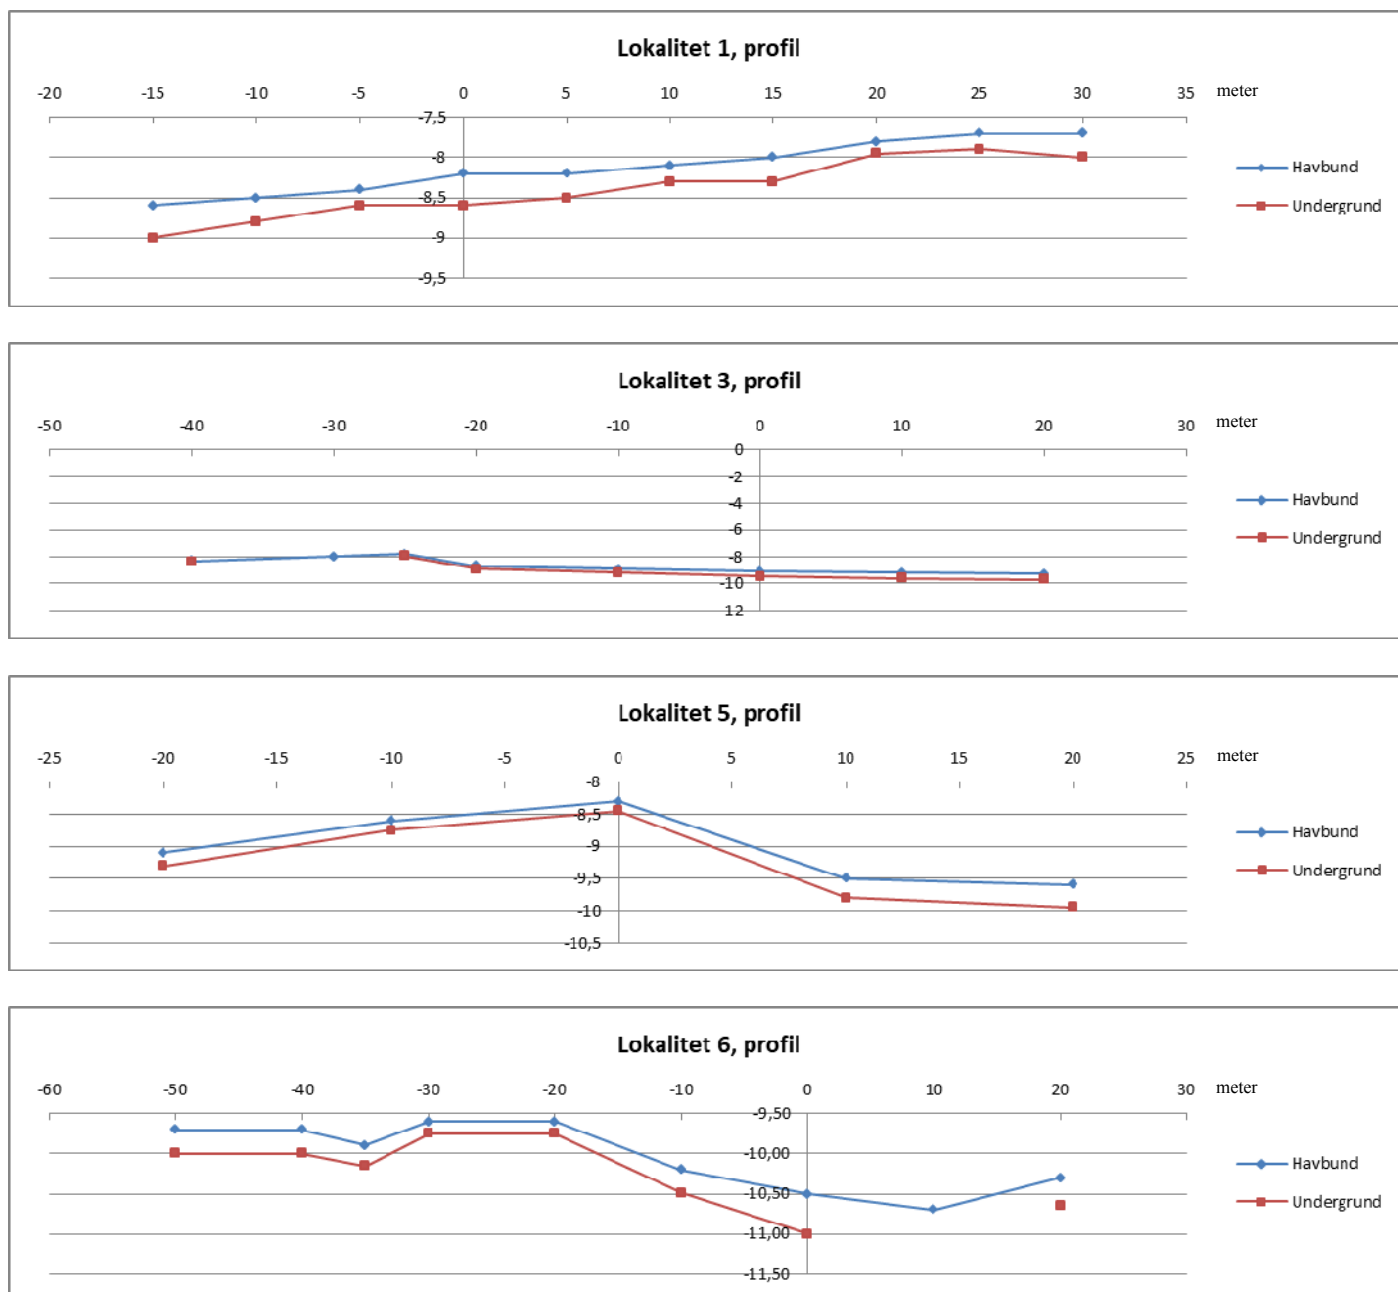 Lokalitet 1, profil
-20 -15 -10 -5 0 5 10 15 20 25 30 35 meter
-7,5
-8
-8,5
-9
-9,5
Havbund
Undergrund
Lokalitet 3, profil
-50 -40 -30 -20 -10 0 10 20 30 meter
0
-2
-4
-6
-8
-10
12
Havbund
Undergrund
Lokalitet 5, profil
-25 -20 -15 -10 -5 0 5 10 15 20 25 meter
-8
-8,5
-9
-9,5
-10
-10,5
Havbund
Undergrund
Lokalitet 6, profil
-60 -50 -40 -30 -20 -10 0 10 20 30 meter
-9,50
-10,00
-10,50
-11,00
-11,50
Havbund
Undergrund